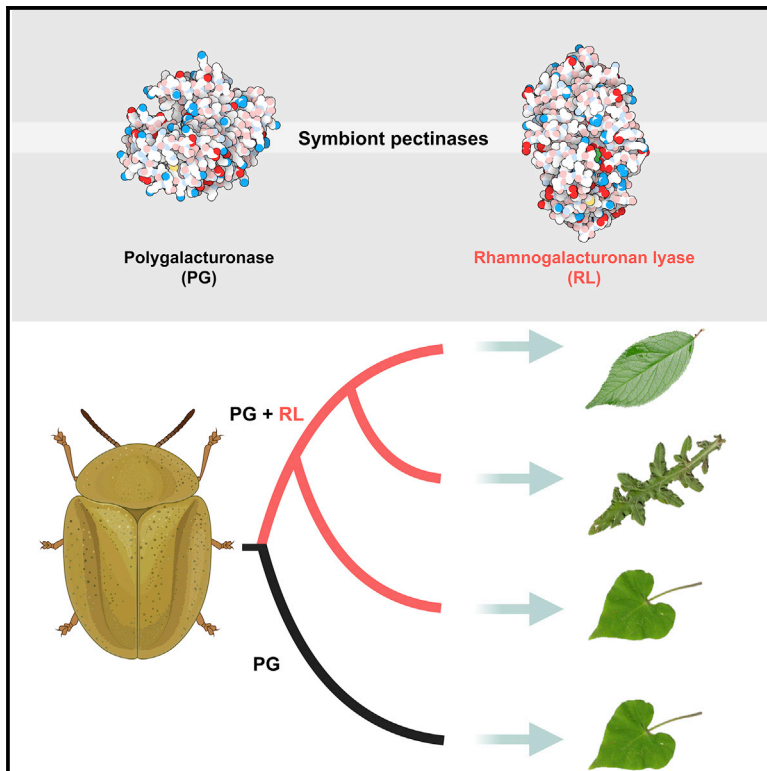 Symbiont pectinases
Polygalacturonase
(PG)
Rhamnogalacturonan lyase
(RL)
PG + RL
PG